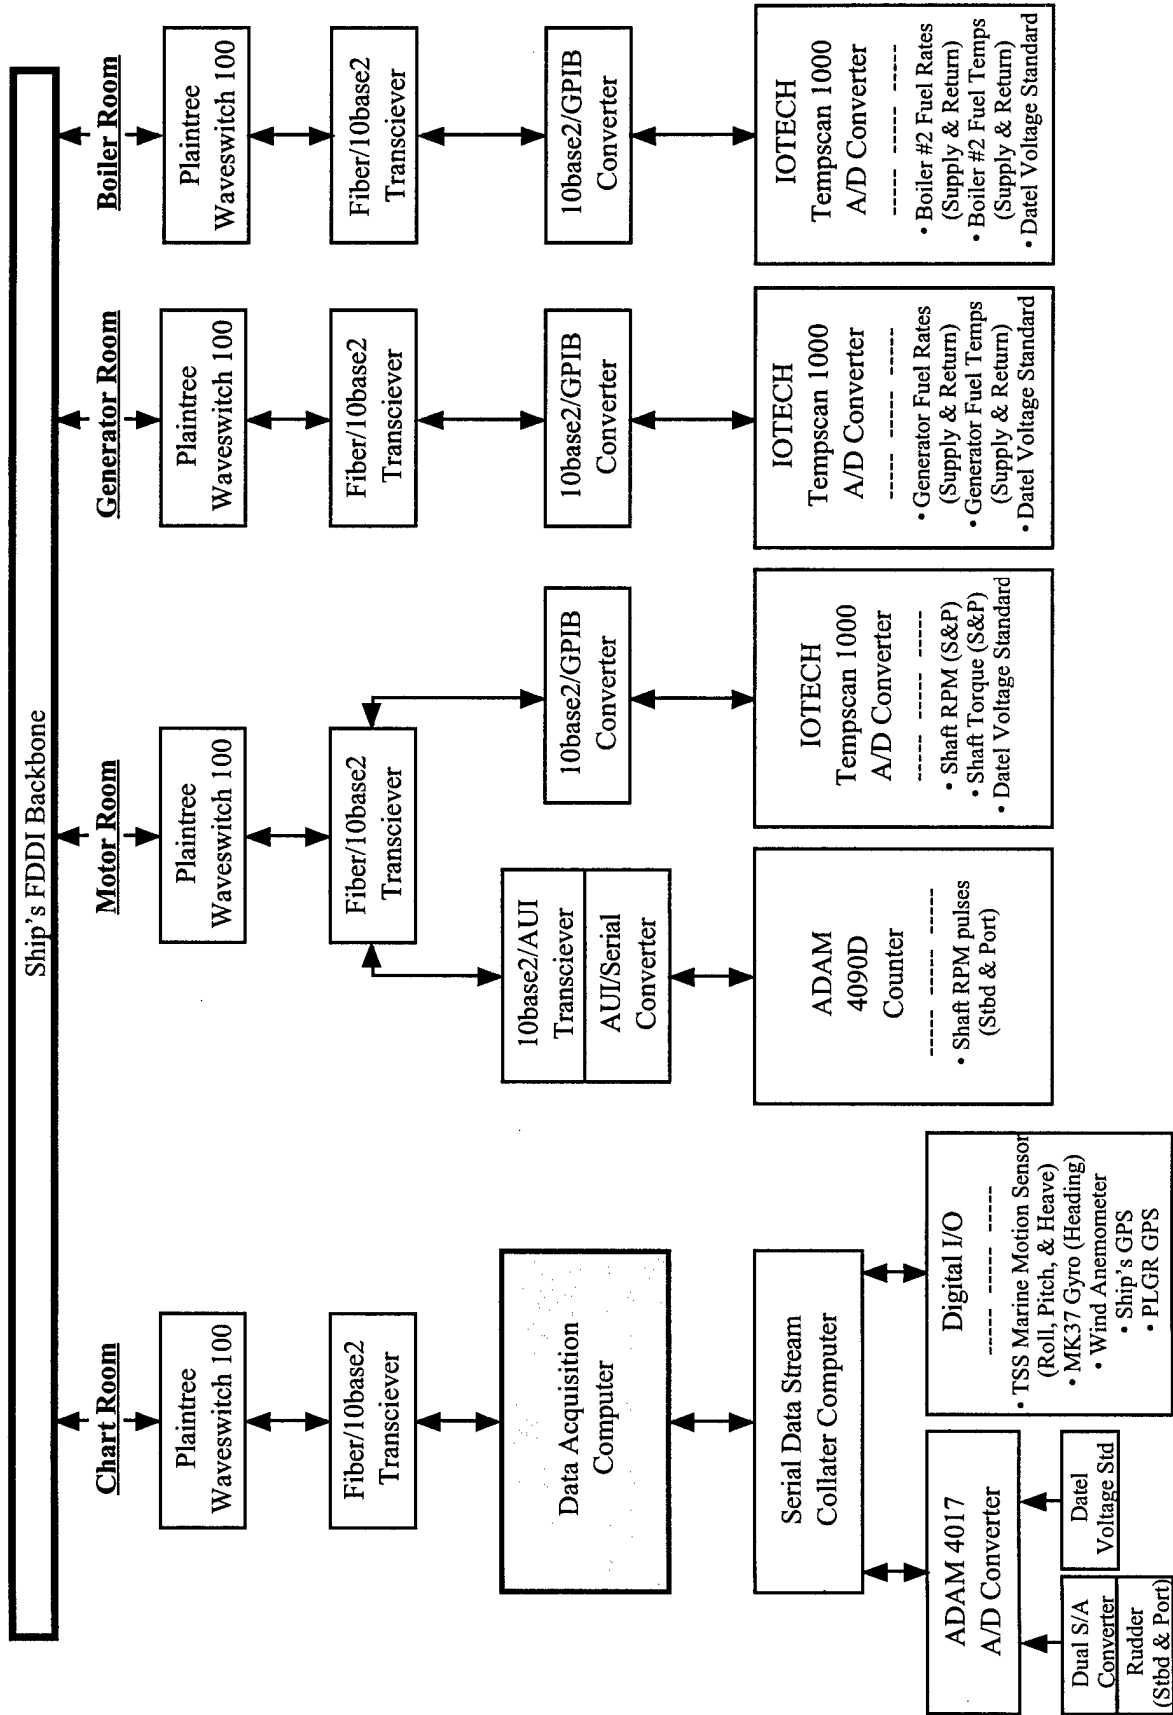 Ship's FDDI Backbone
Chart Room
Plaintree
Waveswitch 100
Fiber/10base2
Transciever
Data Acquisition
Computer
Serial Data Stream
Collater Computer
ADAM 4017
A/D Converter
Dual S/A
Converter
Rudder
(Stbd & Port)
Datel
Voltage Std
Digital I/O
----- ----- -----
• TSS Marine Motion Sensor
(Roll, Pitch, & Heave)
• MK37 Gyro (Heading)
• Wind Anemometer
• Ship's GPS
• PLGR GPS
Motor Room
Plaintree
Waveswitch 100
Fiber/10base2
Transciever
10base2/AUI
Transciever
AUI/Serial
Converter
ADAM
4090D
Counter
----- ----- -----
• Shaft RPM pulses
(Stbd & Port)
10base2/GPIB
Converter
IOTECH
Tempscan 1000
A/D Converter
----- ----- -----
• Shaft RPM (S&P)
• Shaft Torque (S&P)
• Datel Voltage Standard
Generator Room
Plaintree
Waveswitch 100
Fiber/10base2
Transciever
10base2/GPIB
Converter
IOTECH
Tempscan 1000
A/D Converter
----- ----- -----
• Generator Fuel Rates
(Supply & Return)
• Generator Fuel Temps
(Supply & Return)
• Datel Voltage Standard
Boiler Room
Plaintree
Waveswitch 100
Fiber/10base2
Transciever
10base2/GPIB
Converter
IOTECH
Tempscan 1000
A/D Converter
----- ----- -----
• Boiler #2 Fuel Rates
(Supply & Return)
• Boiler #2 Fuel Temps
(Supply & Return)
• Datel Voltage Standard